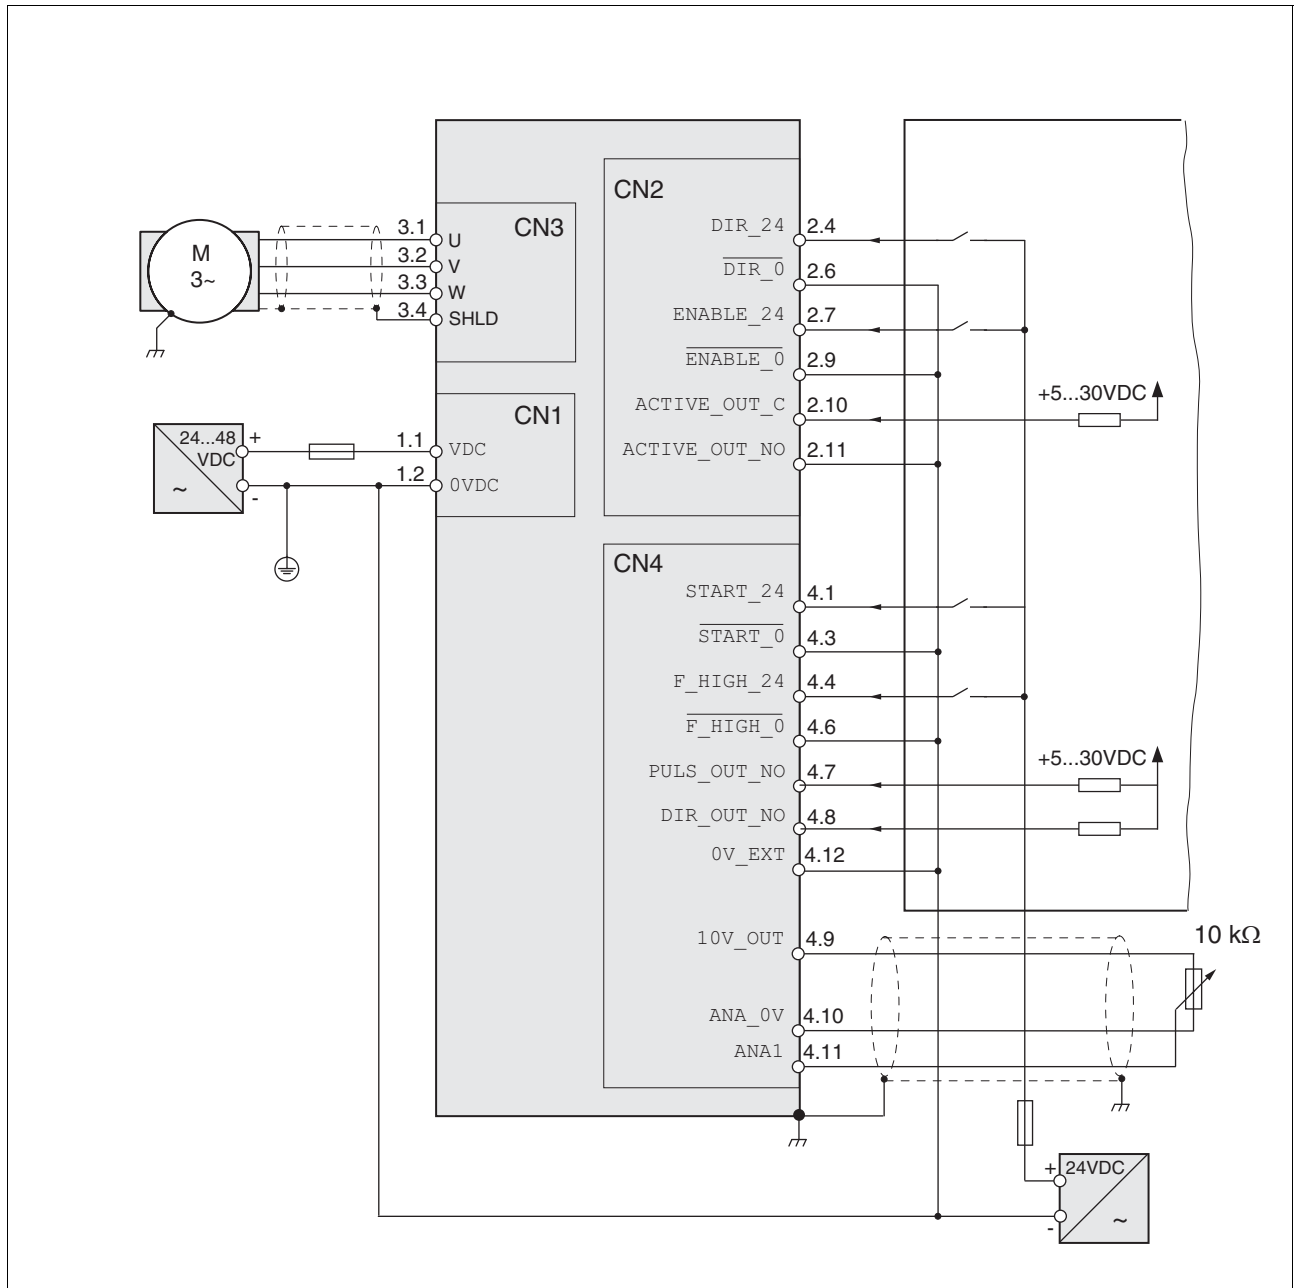 CN2
DIR_24 2.4
DIR_0 2.6
ENABLE_24 2.7
ENABLE_0 2.9
ACTIVE_OUT_C 2.10
ACTIVE_OUT_NO 2.11
+5...30VDC
M
3~
3.1
3.2
3.3
3.4
CN3
U
V
W
SHLD
24...48
VDC
~
+
-
1.1
1.2
CN1
VDC
0VDC
CN4
START_24 4.1
START_0 4.3
F_HIGH_24 4.4
F_HIGH_0 4.6
PULS_OUT_NO 4.7
DIR_OUT_NO 4.8
0V_EXT 4.12
+5...30VDC
10V_OUT 4.9
ANA_0V 4.10
ANA1 4.11
10 kΩ
+
24VDC
-
~